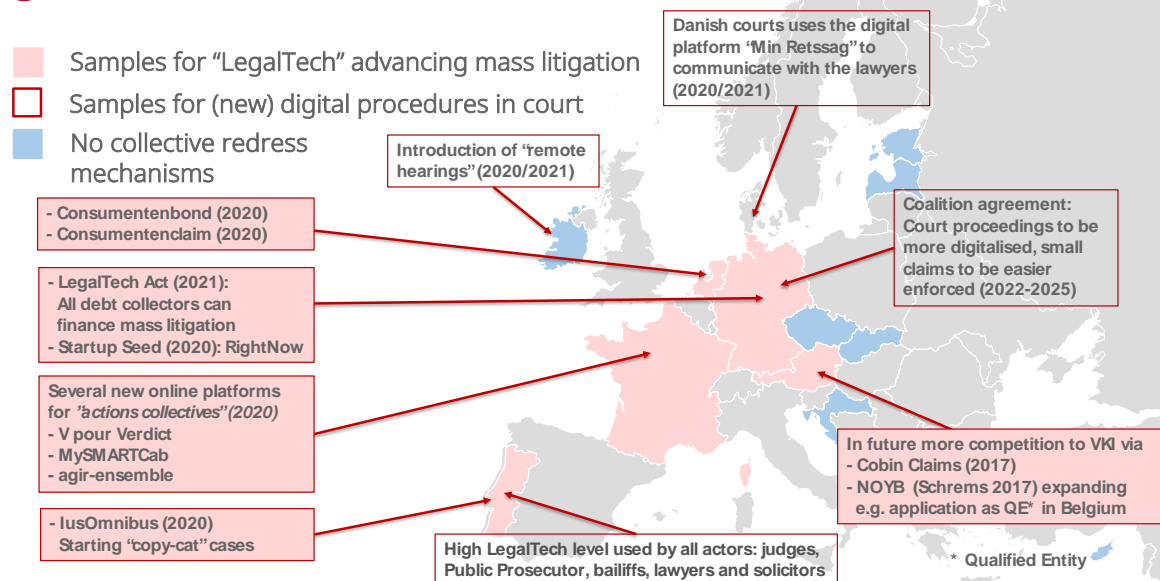 Samples for “LegalTech” advancing mass litigation
Samples for (new) digital procedures in court
No collective redress
mechanisms
Danish courts uses the digital
platform “Min Retssag” to
communicate with the lawyers
(2020/2021)
Introduction of “remote
hearings” (2020/2021)
- Consumentenbond (2020)
- Consumentenclaim (2020)
Coalition agreement:
Court proceedings to be
more digitalised, small
claims to be easier
enforced (2022-2025)
- LegalTech Act (2021):
All debt collectors can
finance mass litigation
- Startup Seed (2020): RightNow
Several new online platforms
for ”actions collectives” (2020)
- V pour Verdict
- MySMARTCab
- agir-ensemble
In future more competition to VKI via
- Cobin Claims (2017)
- NOYB (Schrems 2017) expanding
e.g. application as QE* in Belgium
- IusOmnibus (2020)
Starting “copy-cat” cases
High LegalTech level used by all actors: judges,
Public Prosecutor, bailiffs, lawyers and solicitors
* Qualified Entity